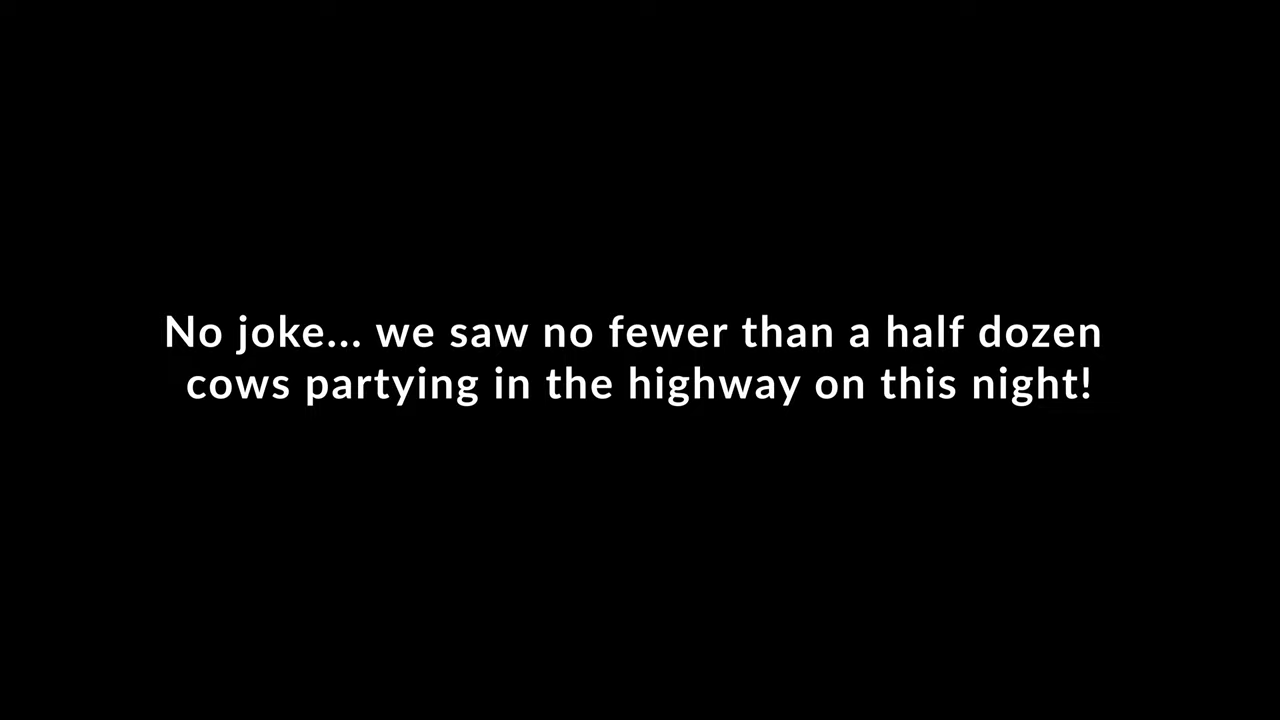 No joke... we saw no fewer than a half dozen
cows partying in the highway on this night!